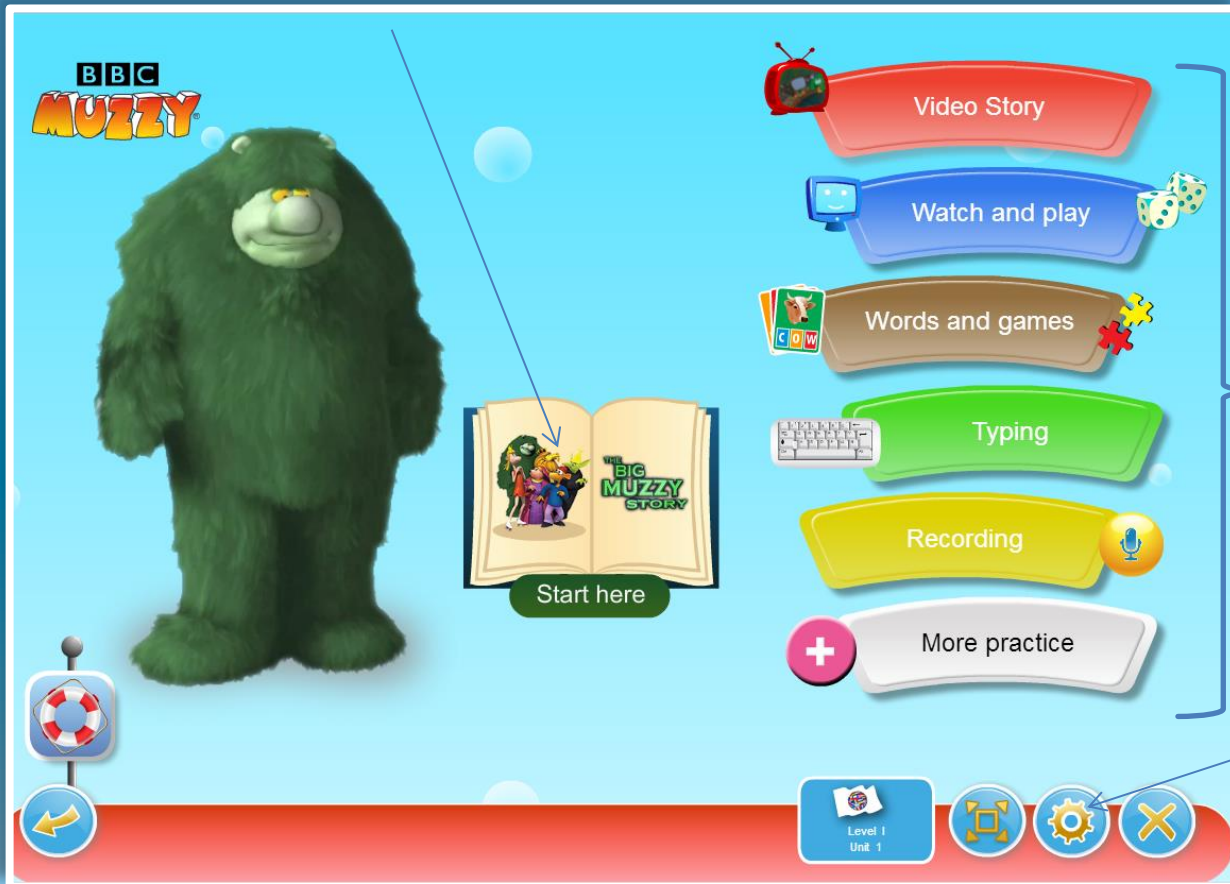 BBC
MUZZY
Video Story
Watch and play
Words and games
COW
Typing
THE
BIG
MUZZY
STORY
Start here
Recording
More practice
Level I
Unit 1